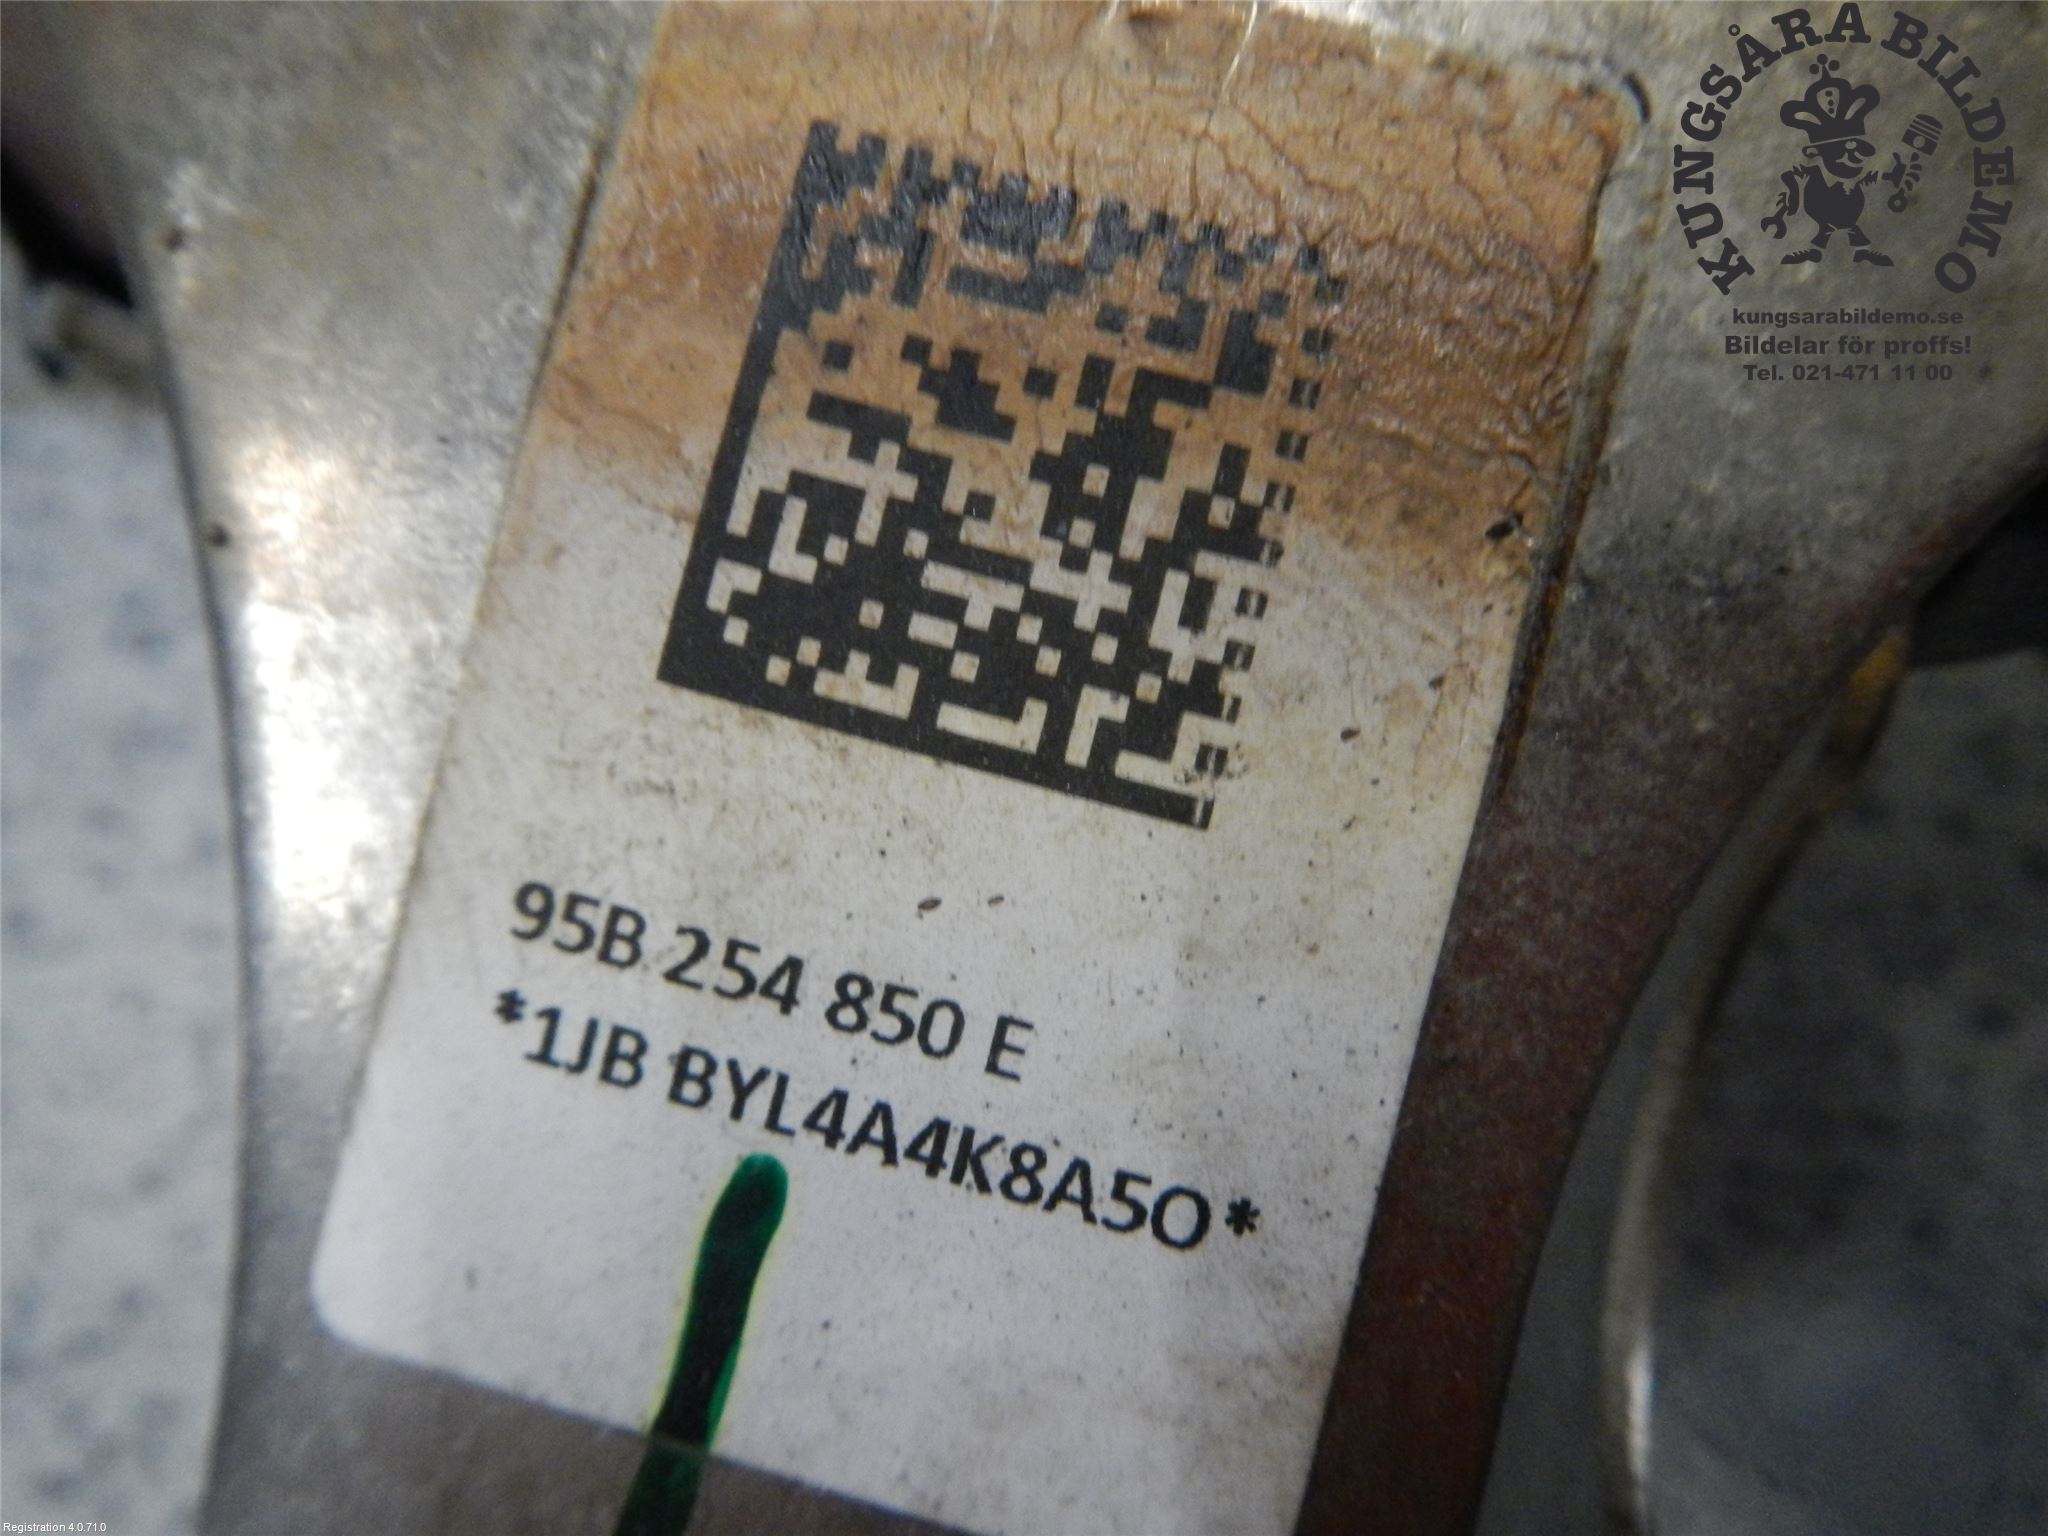 KUNGSÅRA BILDEMO
kungsarabildemo.se
Bildelar för proffs!
Tel. 021-471 11 00
95B 254 850 E
*1JB BYL4A4K8A5O*
Registration 4.0.71.0